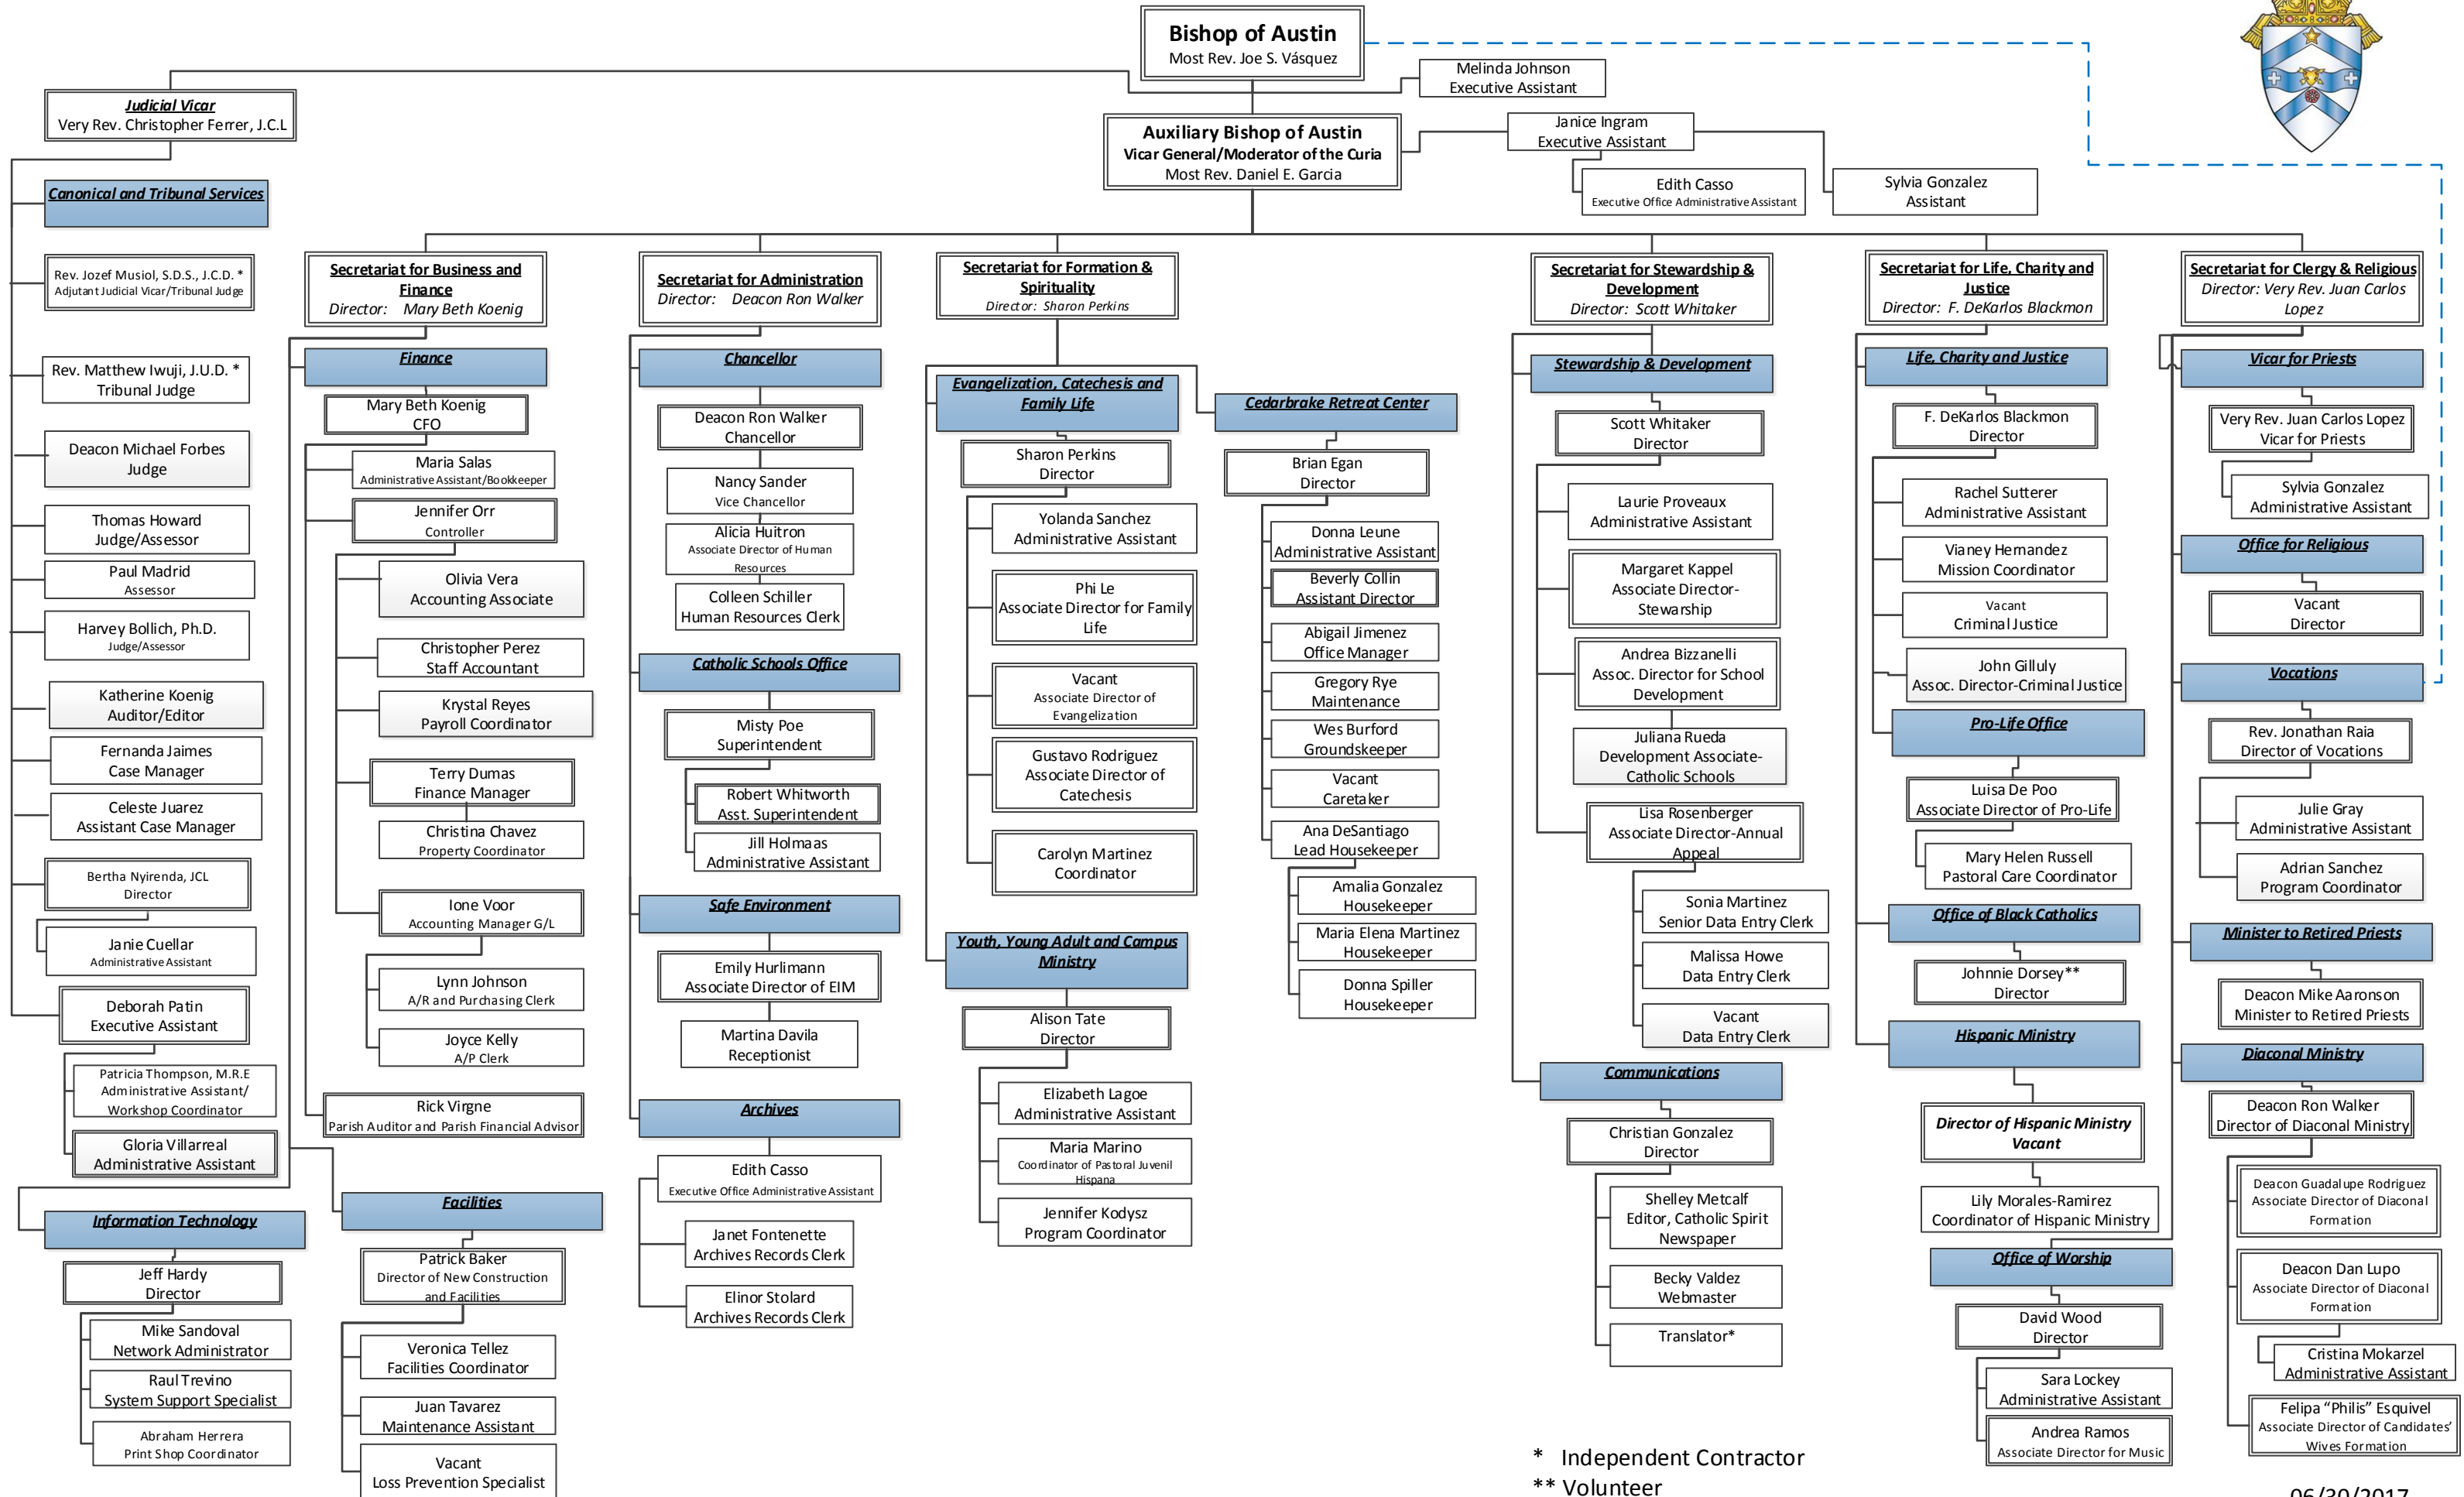 Bishop of Austin
Most Rev. Joe S. Vásquez
Melinda Johnson
Executive Assistant
Judicial Vicar
Very Rev. Christopher Ferrer, J.C.L
Auxiliary Bishop of Austin
Vicar General/Moderator of the Curia
Most Rev. Daniel E. Garcia
Janice Ingram
Executive Assistant
Edith Casso
Executive Office Administrative Assistant
Sylvia Gonzalez
Assistant
Canonical and Tribunal Services
Rev. Jozef Musiol, S.D.S., J.C.D. *
Adjutant Judicial Vicar/Tribunal Judge
Rev. Matthew Iwuji, J.U.D. *
Tribunal Judge
Deacon Michael Forbes
Judge
Thomas Howard
Judge/Assessor
Paul Madrid
Assessor
Harvey Bollich, Ph.D.
Judge/Assessor
Katherine Koenig
Auditor/Editor
Fernanda Jaimes
Case Manager
Celeste Juarez
Assistant Case Manager
Bertha Nyirenda, JCL
Director
Janie Cuellar
Administrative Assistant
Deborah Patin
Executive Assistant
Patricia Thompson, M.R.E
Administrative Assistant/
Workshop Coordinator
Gloria Villarreal
Administrative Assistant
Secretariat for Business and
Finance
Director: Mary Beth Koenig
Finance
Mary Beth Koenig
CFO
Maria Salas
Administrative Assistant/Bookkeeper
Jennifer Orr
Controller
Olivia Vera
Accounting Associate
Christopher Perez
Staff Accountant
Krystal Reyes
Payroll Coordinator
Terry Dumas
Finance Manager
Christina Chavez
Property Coordinator
Ione Voor
Accounting Manager G/L
Lynn Johnson
A/R and Purchasing Clerk
Joyce Kelly
A/P Clerk
Rick Virgne
Parish Auditor and Parish Financial Advisor
Information Technology
Jeff Hardy
Director
Mike Sandoval
Network Administrator
Raul Trevino
System Support Specialist
Abraham Herrera
Print Shop Coordinator
Facilities
Patrick Baker
Director of New Construction
and Facilities
Veronica Tellez
Facilities Coordinator
Juan Tavarez
Maintenance Assistant
Vacant
Loss Prevention Specialist
Secretariat for Administration
Director: Deacon Ron Walker
Chancellor
Deacon Ron Walker
Chancellor
Nancy Sander
Vice Chancellor
Alicia Huitron
Associate Director of Human
Resources
Colleen Schiller
Human Resources Clerk
Catholic Schools Office
Misty Poe
Superintendent
Robert Whitworth
Asst. Superintendent
Jill Holmaas
Administrative Assistant
Safe Environment
Emily Hurlimann
Associate Director of EIM
Martina Davila
Receptionist
Archives
Edith Casso
Executive Office Administrative Assistant
Janet Fontenette
Archives Records Clerk
Elinor Stolard
Archives Records Clerk
Secretariat for Formation &
Spirituality
Director: Sharon Perkins
Evangelization, Catechesis and
Family Life
Sharon Perkins
Director
Yolanda Sanchez
Administrative Assistant
Phi Le
Associate Director for Family
Life
Vacant
Associate Director of
Evangelization
Gustavo Rodriguez
Associate Director of
Catechesis
Carolyn Martinez
Coordinator
Youth, Young Adult and Campus
Ministry
Alison Tate
Director
Elizabeth Lagoe
Administrative Assistant
Maria Marino
Coordinator of Pastoral Juvenil
Hispana
Jennifer Kodysz
Program Coordinator
Cedarbrake Retreat Center
Brian Egan
Director
Donna Leune
Administrative Assistant
Beverly Collin
Assistant Director
Abigail Jimenez
Office Manager
Gregory Rye
Maintenance
Wes Burford
Groundskeeper
Vacant
Caretaker
Ana DeSantiago
Lead Housekeeper
Amalia Gonzalez
Housekeeper
Maria Elena Martinez
Housekeeper
Donna Spiller
Housekeeper
Secretariat for Stewardship &
Development
Director: Scott Whitaker
Stewardship & Development
Scott Whitaker
Director
Laurie Proveaux
Administrative Assistant
Margaret Kappel
Associate Director-
Stewarship
Andrea Bizzanelli
Assoc. Director for School
Development
Juliana Rueda
Development Associate-
Catholic Schools
Lisa Rosenberger
Associate Director-Annual
Appeal
Sonia Martinez
Senior Data Entry Clerk
Malissa Howe
Data Entry Clerk
Vacant
Data Entry Clerk
Communications
Christian Gonzalez
Director
Shelley Metcalf
Editor, Catholic Spirit
Newspaper
Becky Valdez
Webmaster
Translator*
Secretariat for Life, Charity and
Justice
Director: F. DeKarlos Blackmon
Life, Charity and Justice
F. DeKarlos Blackmon
Director
Rachel Sutterer
Administrative Assistant
Vianey Hernandez
Mission Coordinator
Vacant
Criminal Justice
John Gilluly
Assoc. Director-Criminal Justice
Pro-Life Office
Luisa De Poo
Associate Director of Pro-Life
Mary Helen Russell
Pastoral Care Coordinator
Office of Black Catholics
Johnnie Dorsey**
Director
Hispanic Ministry
Director of Hispanic Ministry
Vacant
Lily Morales-Ramirez
Coordinator of Hispanic Ministry
Office of Worship
David Wood
Director
Sara Lockey
Administrative Assistant
Andrea Ramos
Associate Director for Music
Secretariat for Clergy & Religious
Director: Very Rev. Juan Carlos
Lopez
Vicar for Priests
Very Rev. Juan Carlos Lopez
Vicar for Priests
Sylvia Gonzalez
Administrative Assistant
Office for Religious
Vacant
Director
Vocations
Rev. Jonathan Raia
Director of Vocations
Julie Gray
Administrative Assistant
Adrian Sanchez
Program Coordinator
Minister to Retired Priests
Deacon Mike Aaronson
Minister to Retired Priests
Diaconal Ministry
Deacon Ron Walker
Director of Diaconal Ministry
Deacon Guadalupe Rodriguez
Associate Director of Diaconal
Formation
Deacon Dan Lupo
Associate Director of Diaconal
Formation
Cristina Mokarzel
Administrative Assistant
Felipa “Philis” Esquivel
Associate Director of Candidates’
Wives Formation
* Independent Contractor
** Volunteer
06/30/2017